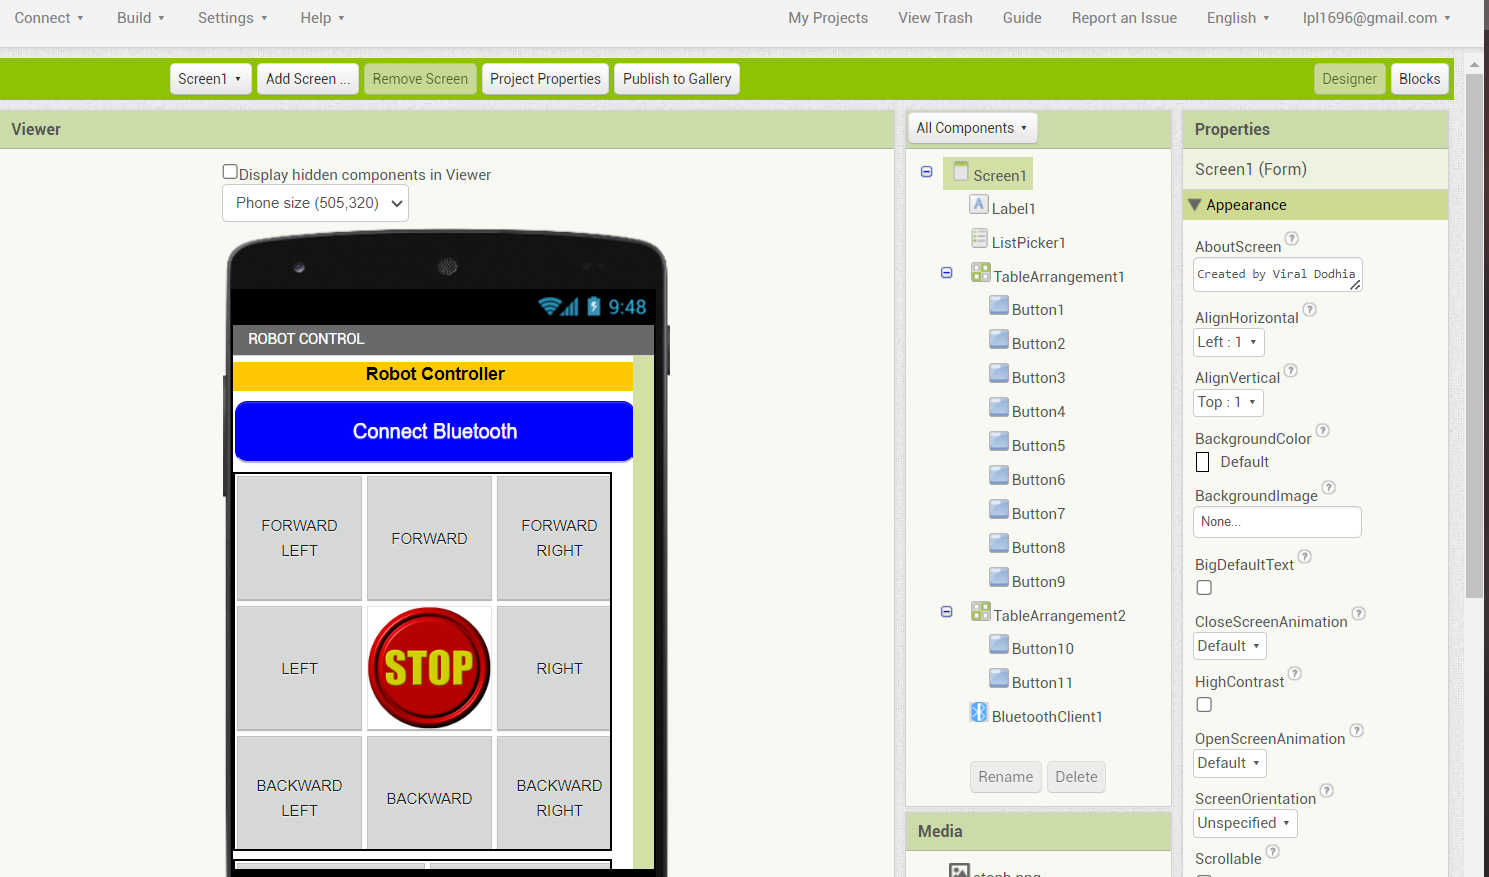 Connect Build Settings Help My Projects View Trash Guide Report an Issue English lpl1696@gmail.com
Screen1 Add Screen ... Remove Screen Project Properties Publish to Gallery Designer Blocks
Viewer
Display hidden components in Viewer
Phone size (505,320)
9:48
ROBOT CONTROL
Robot Controller
Connect Bluetooth
FORWARD LEFT
FORWARD
FORWARD RIGHT
LEFT
STOP
RIGHT
BACKWARD LEFT
BACKWARD
BACKWARD RIGHT
All Components
Screen1
A Label1
ListPicker1
TableArrangement1
Button1
Button2
Button3
Button4
Button5
Button6
Button7
Button8
Button9
TableArrangement2
Button10
Button11
BluetoothClient1
Rename Delete
Media
Properties
Screen1 (Form)
Appearance
AboutScreen ?
Created by Viral Dodhia
AlignHorizontal ?
Left : 1
AlignVertical ?
Top : 1
BackgroundColor ?
Default
BackgroundImage ?
None...
BigDefaultText ?
CloseScreenAnimation ?
Default
HighContrast ?
OpenScreenAnimation ?
Default
ScreenOrientation ?
Unspecified
Scrollable ?